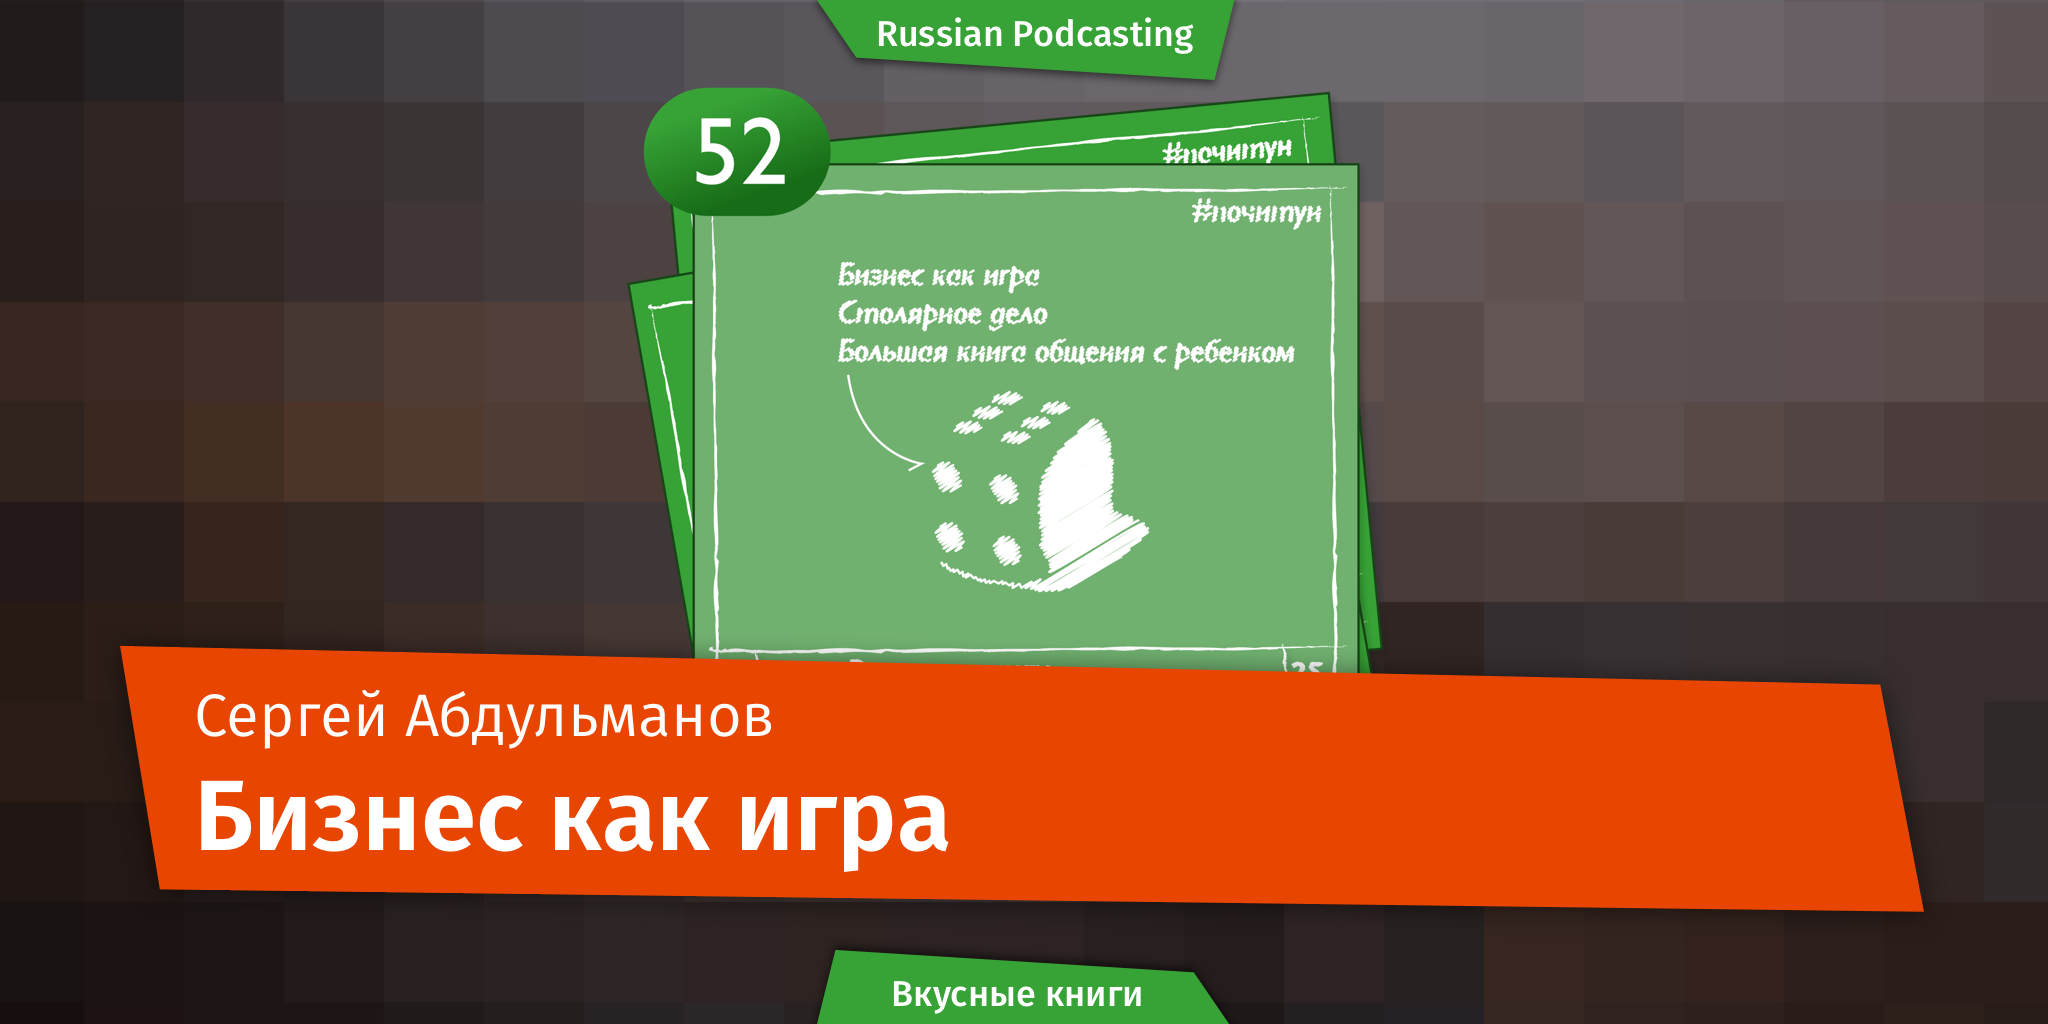 Russian Podcasting
52
#почитун
#почитун
Бизнес как игра
Столярное дело
Большая книга общения с ребенком
Сергей Абдульманов
Бизнес как игра
Вкусные книги